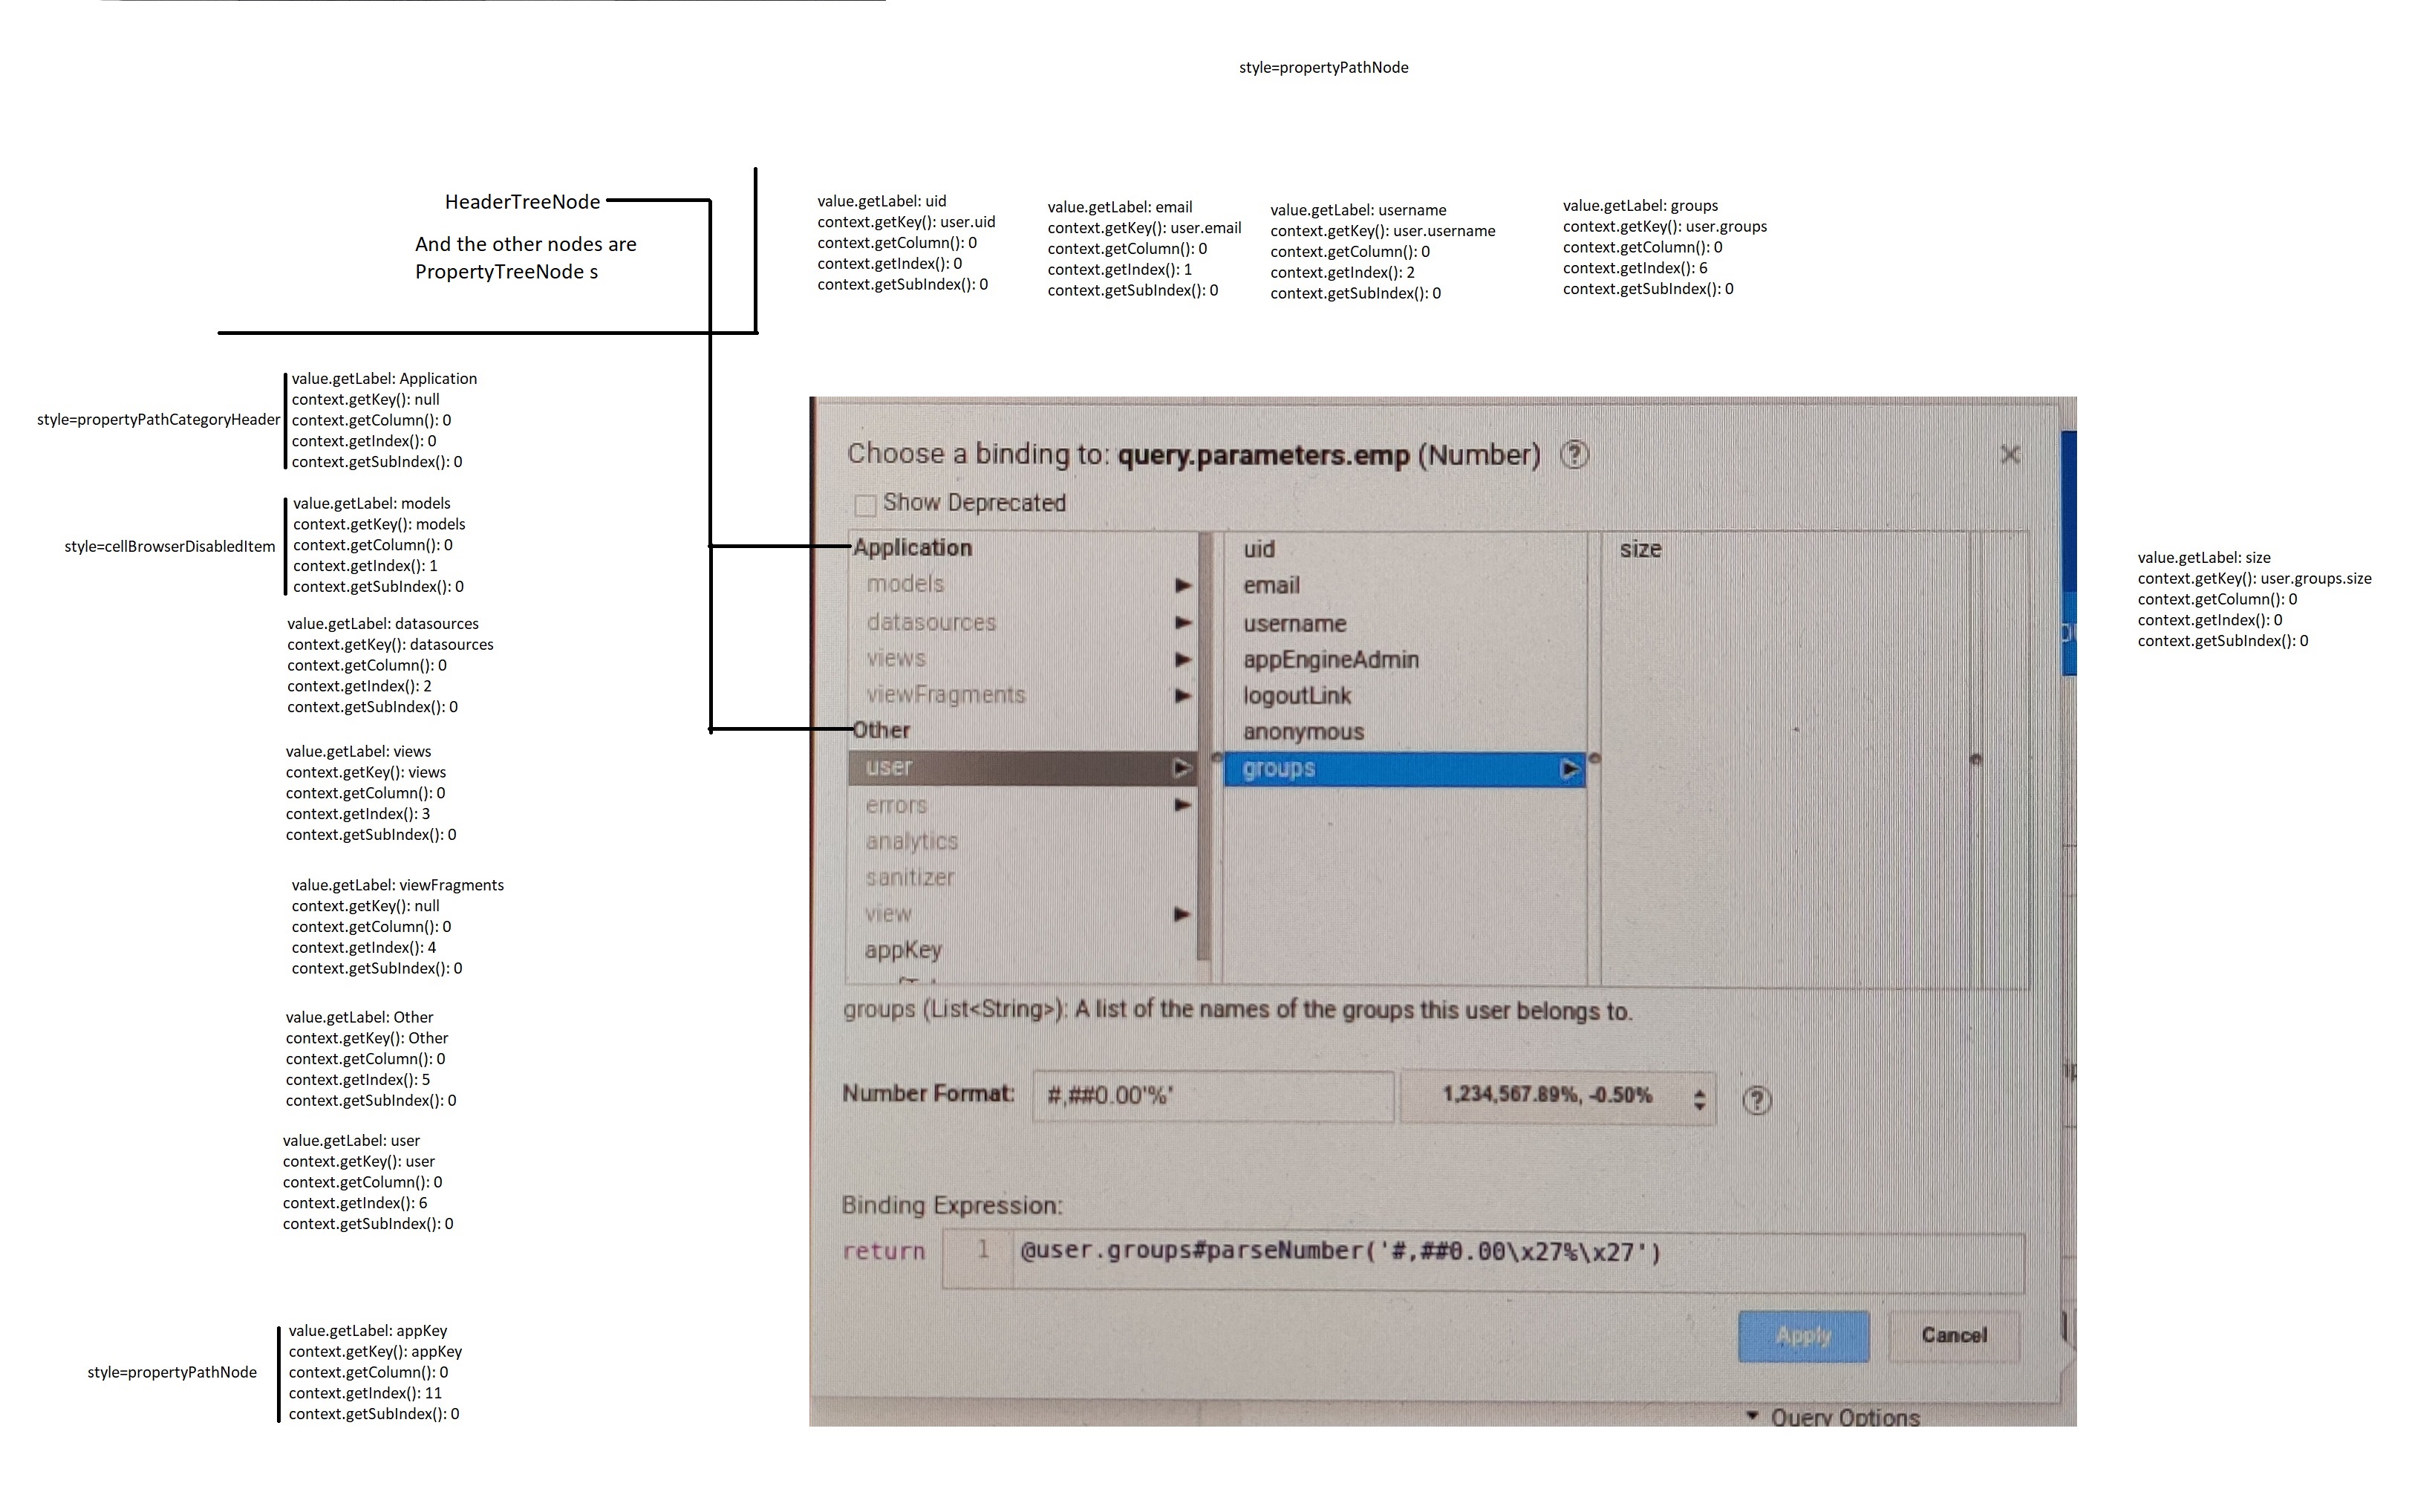 style=propertyPathNode
HeaderTreeNode
And the other nodes are
PropertyTreeNode s
value.getLabel: uid
context.getKey(): user.uid
context.getColumn(): 0
context.getIndex(): 0
context.getSubIndex(): 0
value.getLabel: email
context.getKey(): user.email
context.getColumn(): 0
context.getIndex(): 1
context.getSubIndex(): 0
value.getLabel: username
context.getKey(): user.username
context.getColumn(): 0
context.getIndex(): 2
context.getSubIndex(): 0
value.getLabel: groups
context.getKey(): user.groups
context.getColumn(): 0
context.getIndex(): 6
context.getSubIndex(): 0
style=propertyPathCategoryHeader
value.getLabel: Application
context.getKey(): null
context.getColumn(): 0
context.getIndex(): 0
context.getSubIndex(): 0
style=cellBrowserDisabledItem
value.getLabel: models
context.getKey(): models
context.getColumn(): 0
context.getIndex(): 1
context.getSubIndex(): 0
value.getLabel: datasources
context.getKey(): datasources
context.getColumn(): 0
context.getIndex(): 2
context.getSubIndex(): 0
value.getLabel: views
context.getKey(): views
context.getColumn(): 0
context.getIndex(): 3
context.getSubIndex(): 0
value.getLabel: viewFragments
context.getKey(): null
context.getColumn(): 0
context.getIndex(): 4
context.getSubIndex(): 0
value.getLabel: Other
context.getKey(): Other
context.getColumn(): 0
context.getIndex(): 5
context.getSubIndex(): 0
value.getLabel: user
context.getKey(): user
context.getColumn(): 0
context.getIndex(): 6
context.getSubIndex(): 0
style=propertyPathNode
value.getLabel: appKey
context.getKey(): appKey
context.getColumn(): 0
context.getIndex(): 11
context.getSubIndex(): 0
Choose a binding to: query.parameters.emp (Number) ?
Show Deprecated
Application
models
datasources
views
viewFragments
Other
user
errors
analytics
sanitizer
view
appKey
uid
email
username
appEngineAdmin
logoutLink
anonymous
groups
size
groups (List<String>): A list of the names of the groups this user belongs to.
Number Format: #,##0.00'%' 1,234,567.89%, -0.50% ?
Binding Expression:
return 1 @user.groups#parseNumber('#,##0.00\x27%\x27')
Apply Cancel
Query Options
value.getLabel: size
context.getKey(): user.groups.size
context.getColumn(): 0
context.getIndex(): 0
context.getSubIndex(): 0